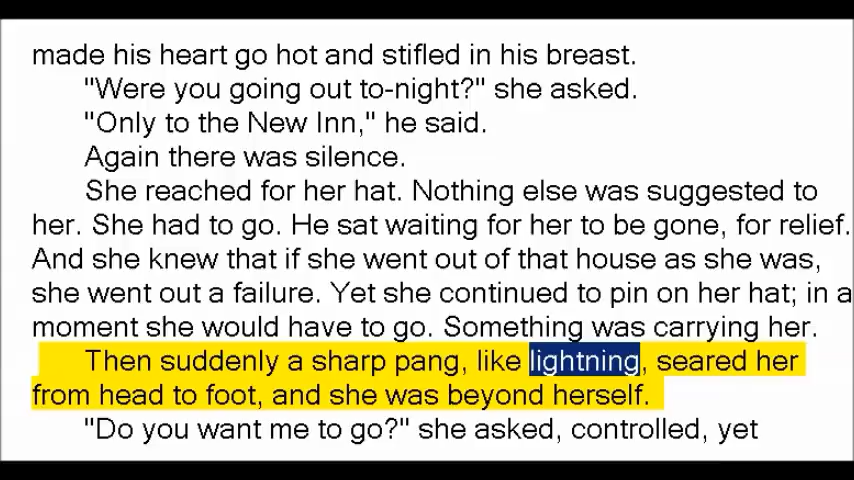 made his heart go hot and stifled in his breast.
"Were you going out to-night?" she asked.
"Only to the New Inn," he said.
Again there was silence.
She reached for her hat. Nothing else was suggested to
her. She had to go. He sat waiting for her to be gone, for relief.
And she knew that if she went out of that house as she was,
she went out a failure. Yet she continued to pin on her hat; in a
moment she would have to go. Something was carrying her.
Then suddenly a sharp pang, like lightning, seared her
from head to foot, and she was beyond herself.
"Do you want me to go?" she asked, controlled, yet